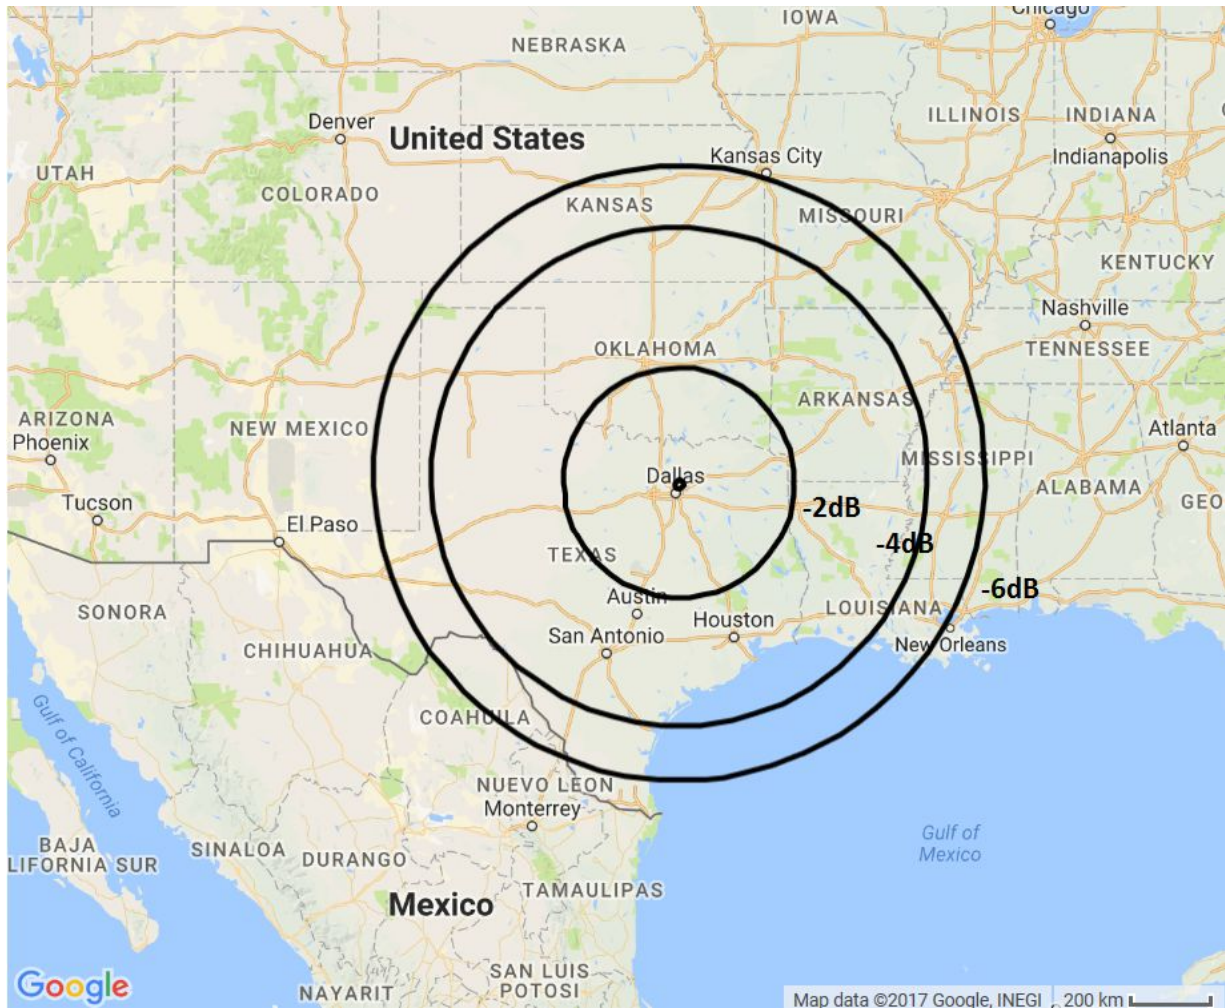 IOWA
Chicago
NEBRASKA
ILLINOIS
INDIANA
Denver
United States
Kansas City
Indianapolis
UTAH
COLORADO
KANSAS
MISSOURI
KENTUCKY
Nashville
OKLAHOMA
TENNESSEE
ARKANSAS
ARIZONA
NEW MEXICO
Atlanta
Phoenix
MISSISSIPPI
Dallas
ALABAMA
Tucson
GEO
-2dB
El Paso
-4dB
TEXAS
-6dB
SONORA
Austin
LOUISIANA
Houston
San Antonio
New Orleans
CHIHUAHUA
COAHUILA
Gulf of California
NUEVO LEON
Monterrey
Gulf of
Mexico
BAJA
LIFORNIA SUR
SINALOA
DURANGO
TAMAULIPAS
Mexico
SAN LUIS
POTOSI
Google
NAYARIT
Map data ©2017 Google, INEGI
200 km